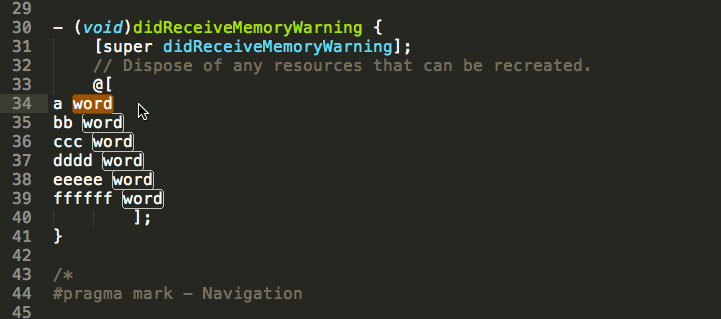 29
30 - (void)didReceiveMemoryWarning {
31 [super didReceiveMemoryWarning];
32 // Dispose of any resources that can be recreated.
33 @[
34 a word
35 bb word
36 ccc word
37 dddd word
38 eeeee word
39 ffffff word
40 ];
41 }
42
43 /*
44 #pragma mark - Navigation
45